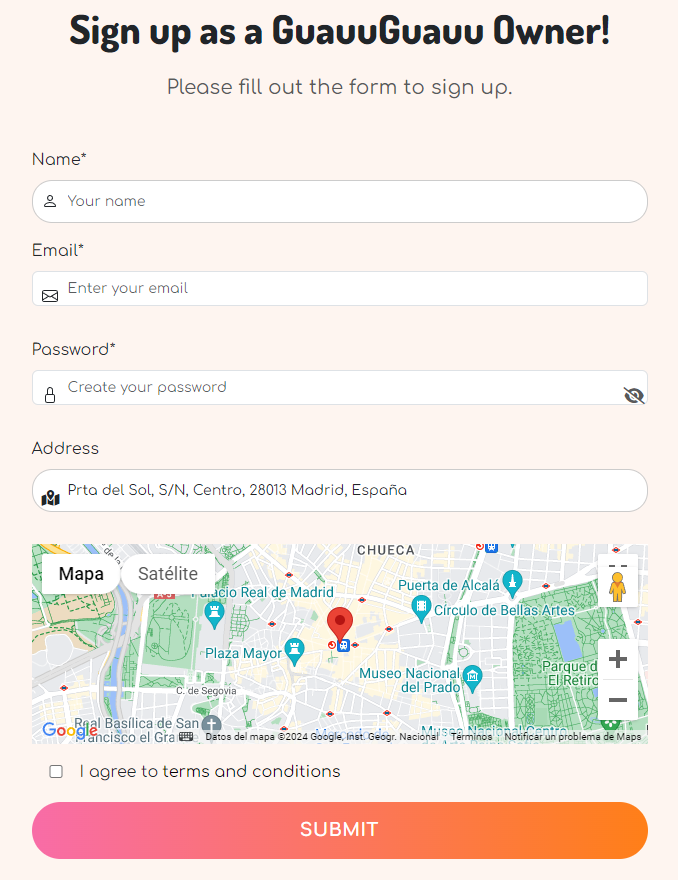 Sign up as a GuauuGuauu Owner!
Please fill out the form to sign up.
Name*
Your name
Email*
Enter your email
Password*
Create your password
Address
Prta del Sol, S/N, Centro, 28013 Madrid, España
CHUECA
Mapa Satélite
Palacio Real de Madrid
Puerta de Alcalá
Círculo de Bellas Artes
Plaza Mayor
Museo Nacional
del Prado
Parque d
El Retiro
C. de Segovia
Real Basílica de San
Francisco el Gra
Museo Nacional Centro
Google
Datos del mapa ©2024 Google, Inst. Geogr. Nacional Términos Notificar un problema de Maps
I agree to terms and conditions
SUBMIT